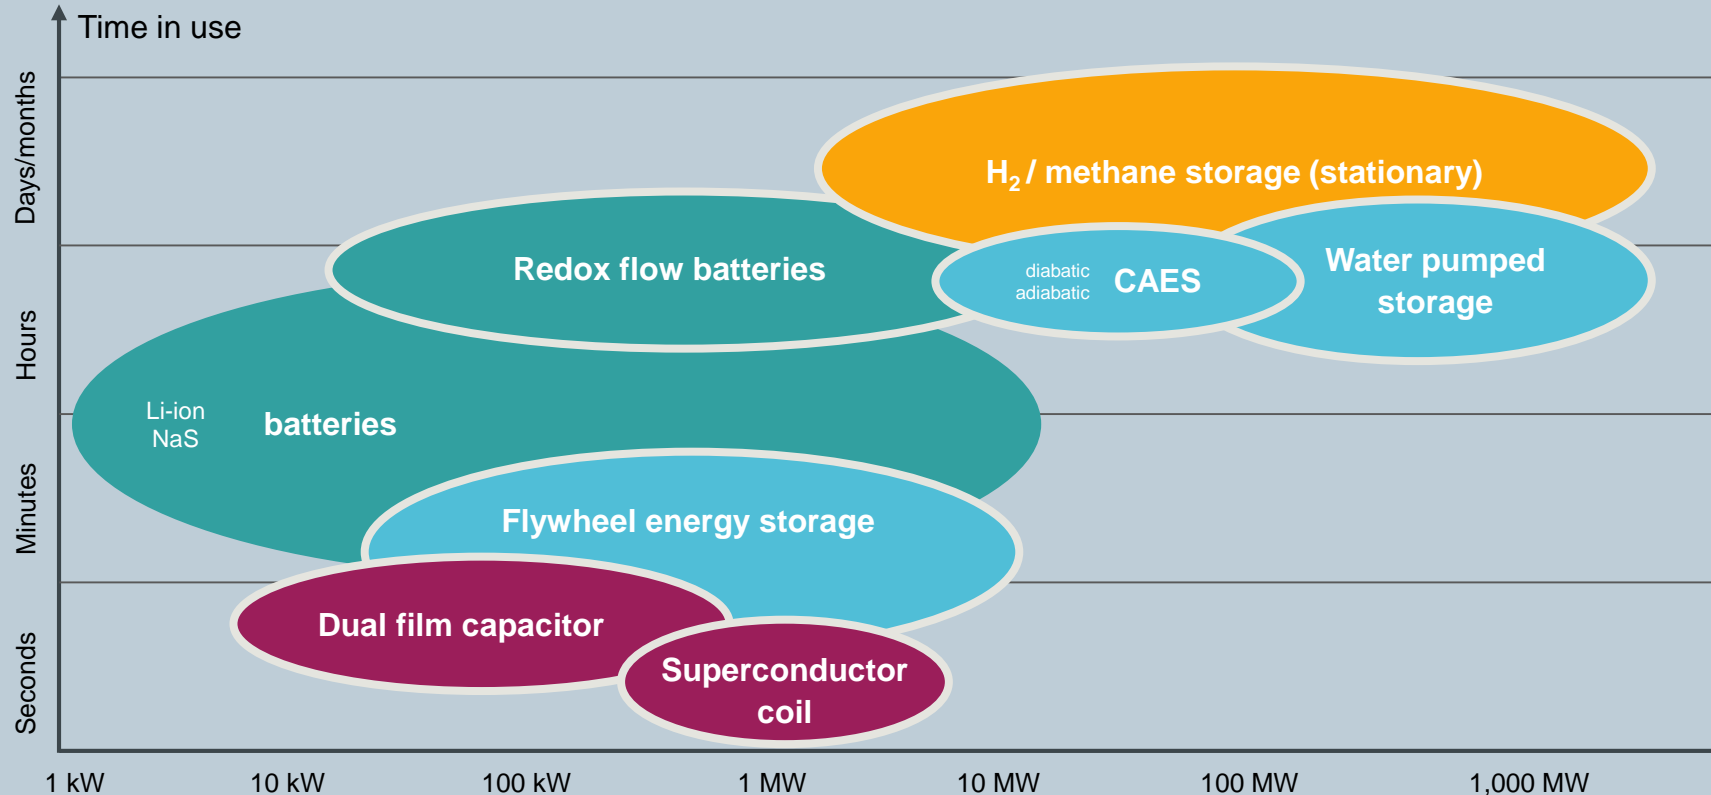 Time in use
Days/months
H₂ / methane storage (stationary)
Redox flow batteries
diabatic
adiabatic
CAES
Water pumped
storage
Hours
Li-ion
NaS
batteries
Minutes
Flywheel energy storage
Dual film capacitor
Seconds
Superconductor
coil
1 kW 10 kW 100 kW 1 MW 10 MW 100 MW 1,000 MW